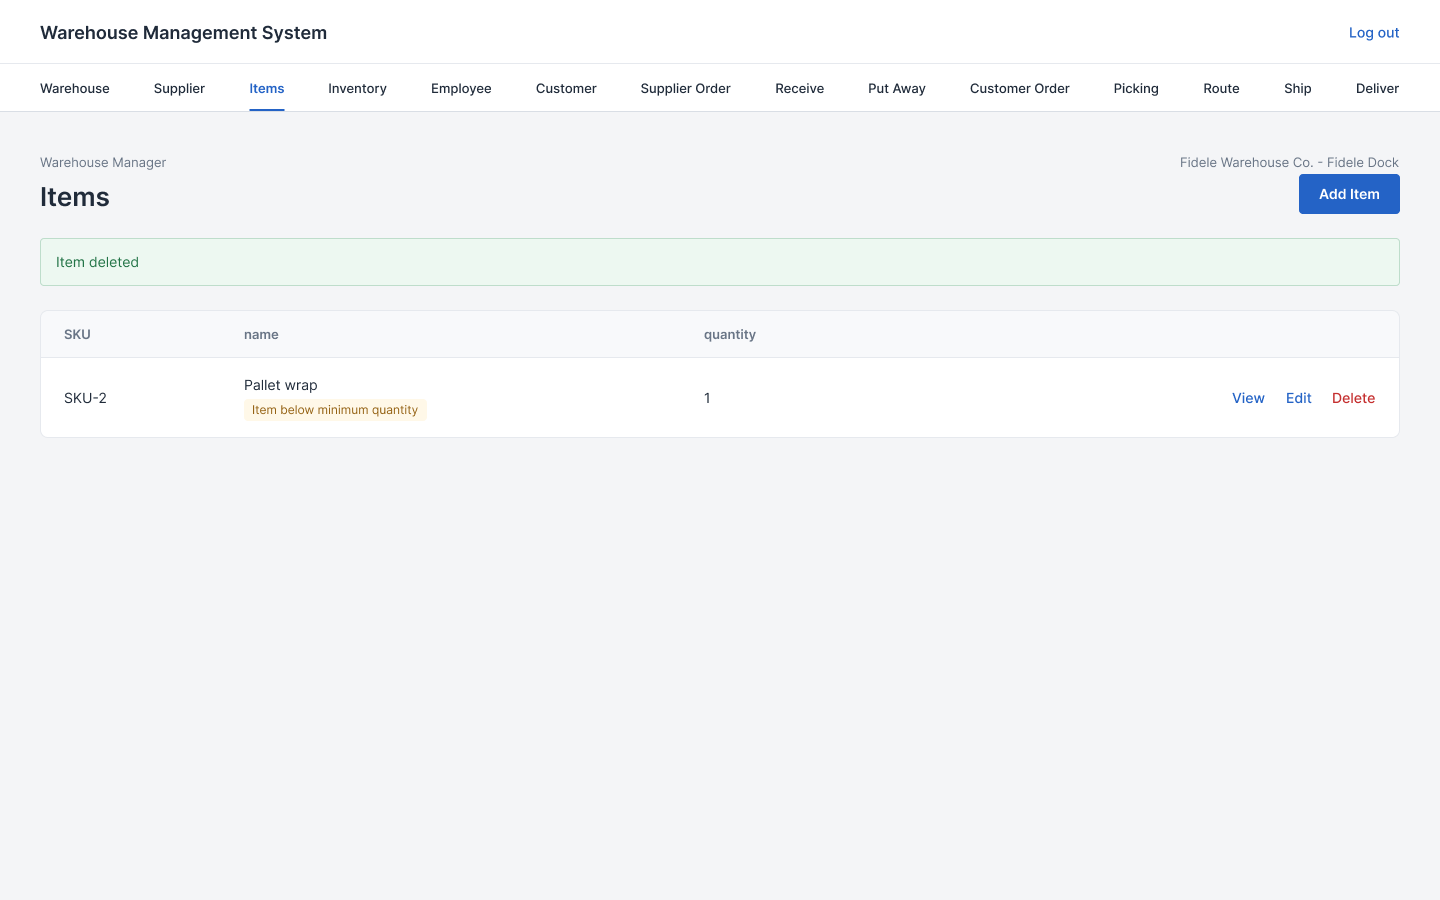 Warehouse Management System
Log out
Warehouse Supplier Items Inventory Employee Customer Supplier Order Receive Put Away Customer Order Picking Route Ship Deliver
Warehouse Manager
Fidele Warehouse Co. - Fidele Dock
Items
Add Item
Item deleted
SKU name quantity
SKU-2 Pallet wrap 1 View Edit Delete
Item below minimum quantity